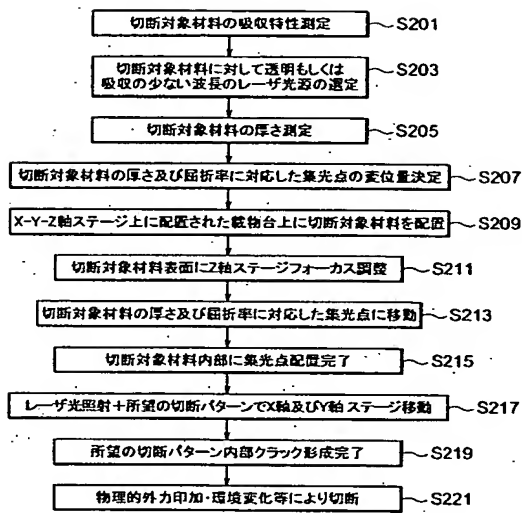 切断対象材料の吸収特性測定 S201
切断対象材料に対して透明もしくは
吸収の少ない波長のレーザ光源の選定 S203
切断対象材料の厚さ測定 S205
切断対象材料の厚さ及び屈折率に対応した集光点の変位量決定 S207
X-Y-Z軸ステージ上に配置された載物台上に切断対象材料を配置 S209
切断対象材料表面にZ軸ステージフォーカス調整 S211
切断対象材料の厚さ及び屈折率に対応した集光点に移動 S213
切断対象材料内部に集光点配置完了 S215
レーザ光照射+所望の切断パターンでX軸及びY軸ステージ移動 S217
所望の切断パターン内部クラック形成完了 S219
物理的外力印加・環境変化等により切断 S221